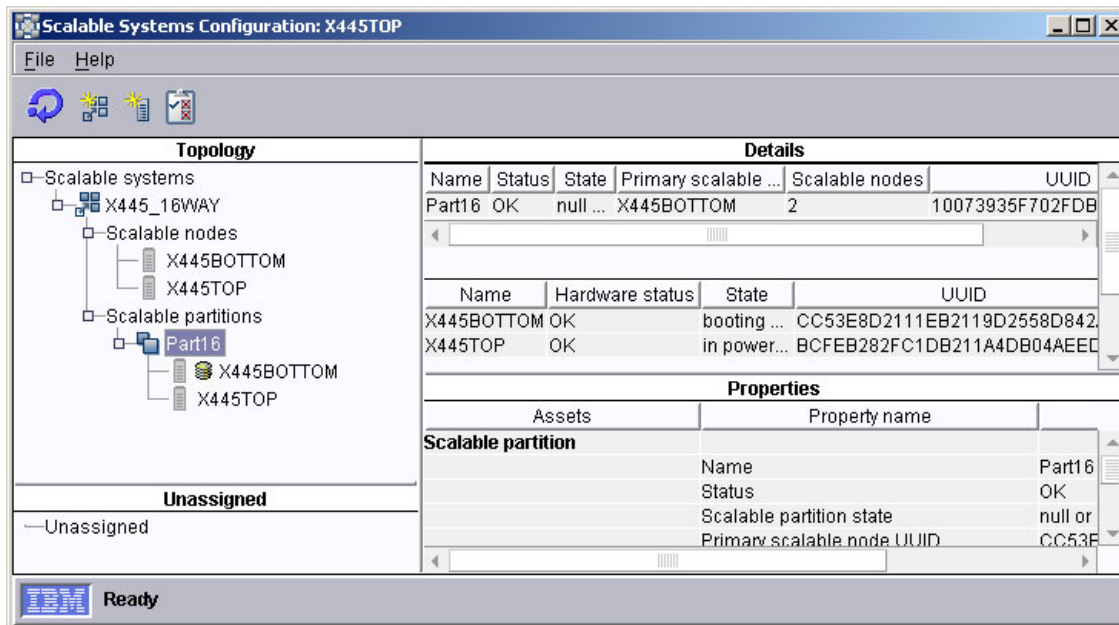 Scalable Systems Configuration: X445TOP
File Help
Topology
Scalable systems
X445_16WAY
Scalable nodes
X445BOTTOM
X445TOP
Scalable partitions
Part16
X445BOTTOM
X445TOP
Unassigned
Unassigned
Details
Name Status State Primary scalable ... Scalable nodes UUID
Part16 OK null ... X445BOTTOM 2 10073935F702FDB
Name Hardware status State UUID
X445BOTTOM OK booting ... CC53E8D2111EB2119D2558D842
X445TOP OK in power... BCFEB282FC1DB211A4DB04AEED
Properties
Assets Property name
Scalable partition
Name Part16
Status OK
Scalable partition state null or
Primary scalable node UUID CC53E
IBM Ready